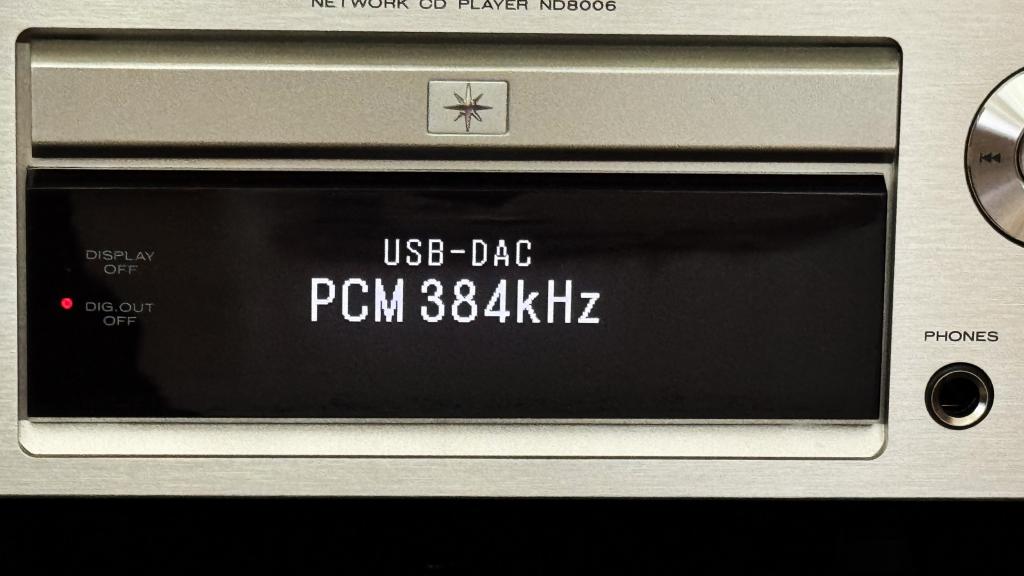 NETWORK CD PLAYER ND8006
DISPLAY
OFF
DIG.OUT
OFF
USB-DAC
PCM 384kHz
PHONES